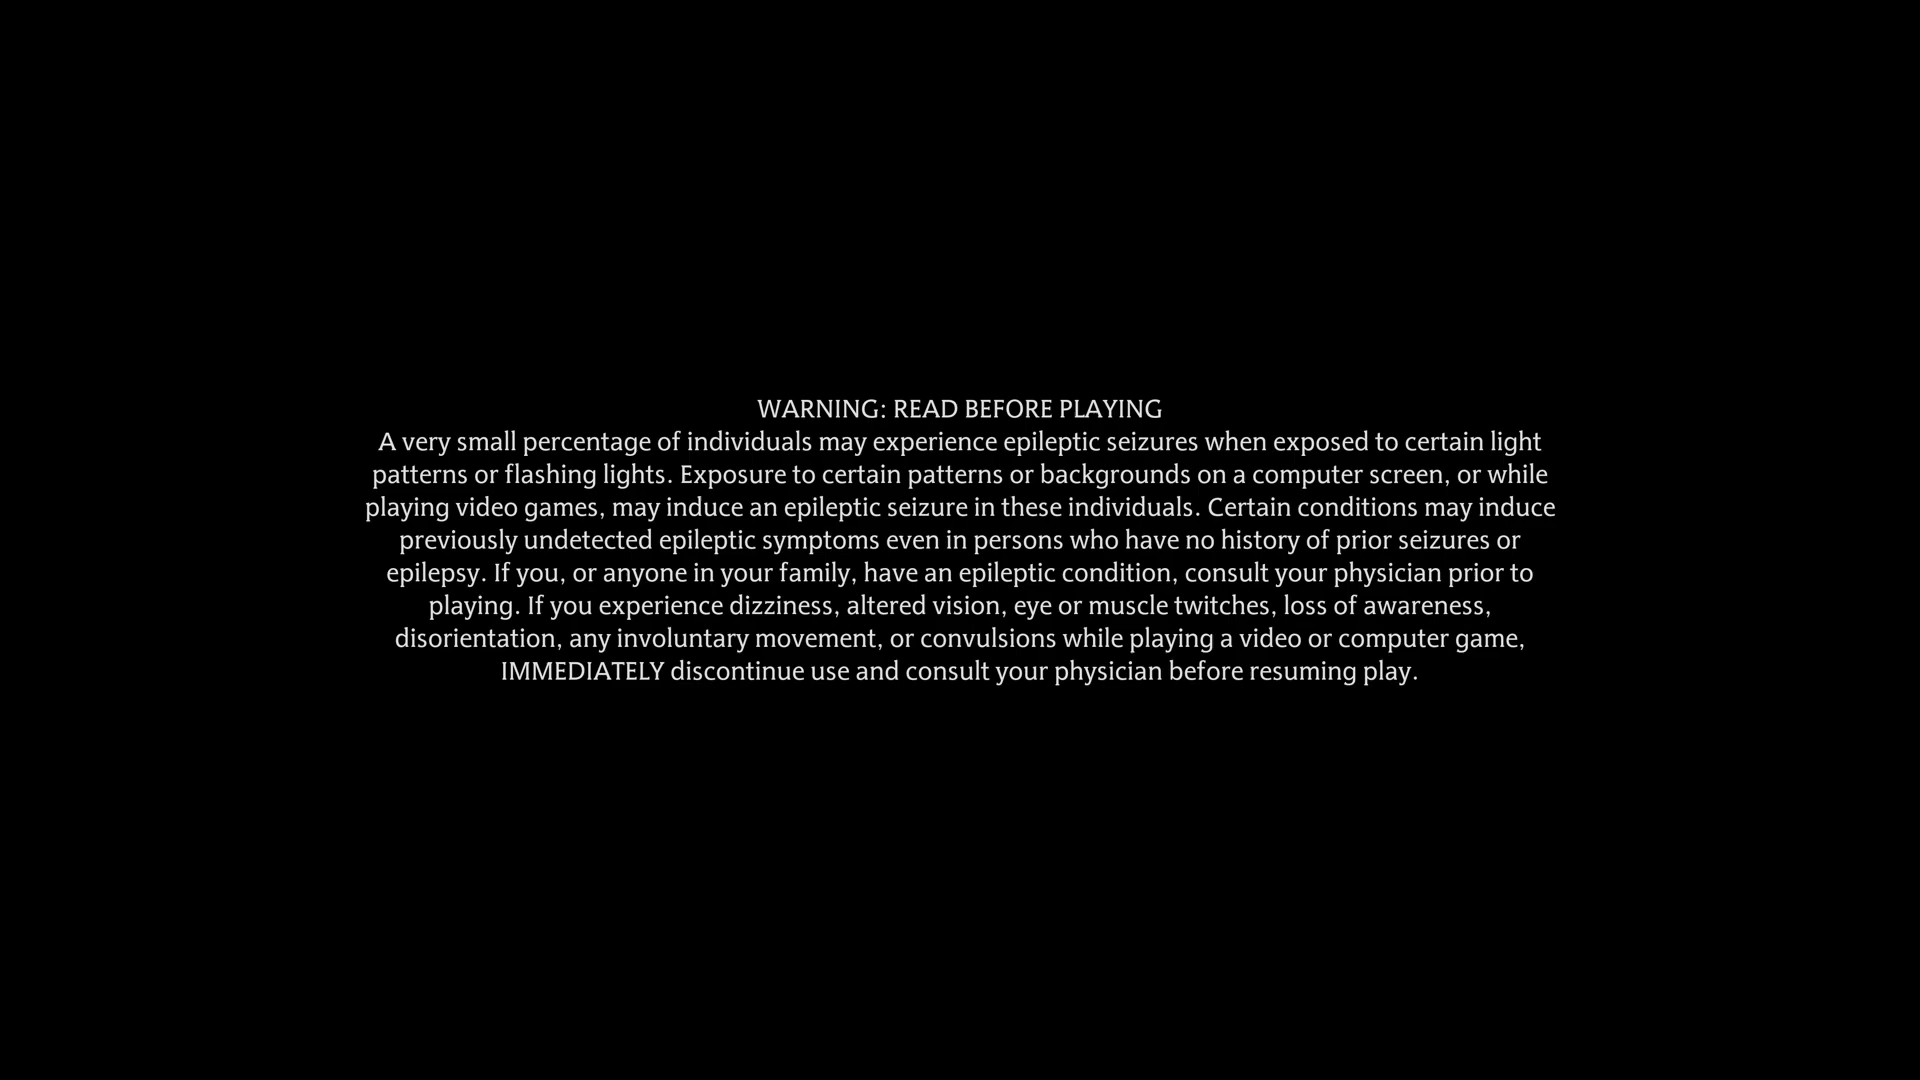 WARNING: READ BEFORE PLAYING
A very small percentage of individuals may experience epileptic seizures when exposed to certain light
patterns or flashing lights. Exposure to certain patterns or backgrounds on a computer screen, or while
playing video games, may induce an epileptic seizure in these individuals. Certain conditions may induce
previously undetected epileptic symptoms even in persons who have no history of prior seizures or
epilepsy. If you, or anyone in your family, have an epileptic condition, consult your physician prior to
playing. If you experience dizziness, altered vision, eye or muscle twitches, loss of awareness,
disorientation, any involuntary movement, or convulsions while playing a video or computer game,
IMMEDIATELY discontinue use and consult your physician before resuming play.